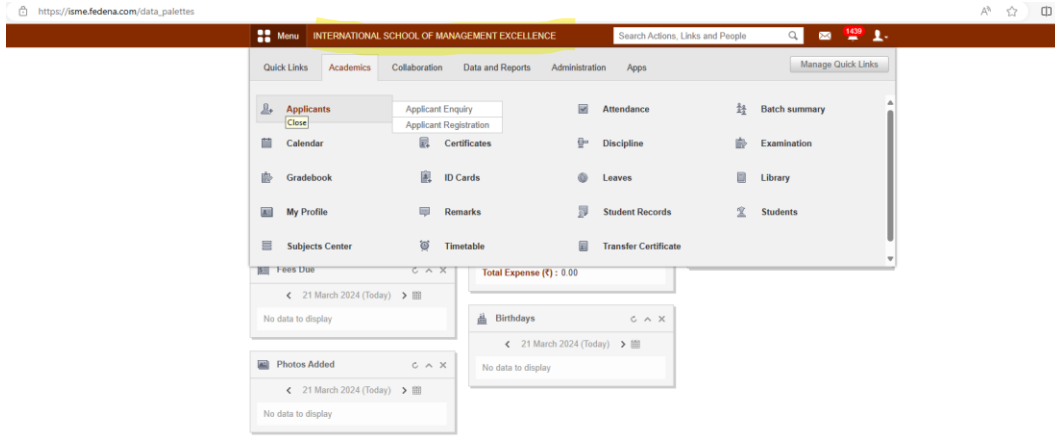 https://isme.fedena.com/data_palettes
Menu INTERNATIONAL SCHOOL OF MANAGEMENT EXCELLENCE Search Actions, Links and People 1439
Quick Links Academics Collaboration Data and Reports Administration Apps Manage Quick Links
Applicants Applicant Enquiry Attendance Batch summary
Close Applicant Registration
Calendar Certificates Discipline Examination
Gradebook ID Cards Leaves Library
My Profile Remarks Student Records Students
Subjects Center Timetable Transfer Certificate
Fees Due Total Expense (₹) : 0.00
21 March 2024 (Today)
No data to display
Birthdays
21 March 2024 (Today)
No data to display
Photos Added
21 March 2024 (Today)
No data to display